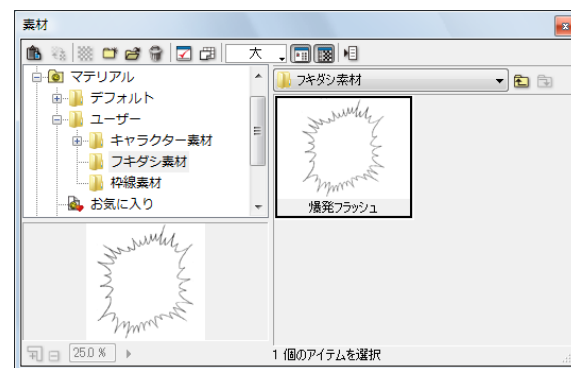 素材
大
マテリアル
デフォルト
ユーザー
キャラクター素材
フキダシ素材
枠線素材
お気に入り
フキダシ素材
爆発フラッシュ
25.0 %
1 個のアイテムを選択